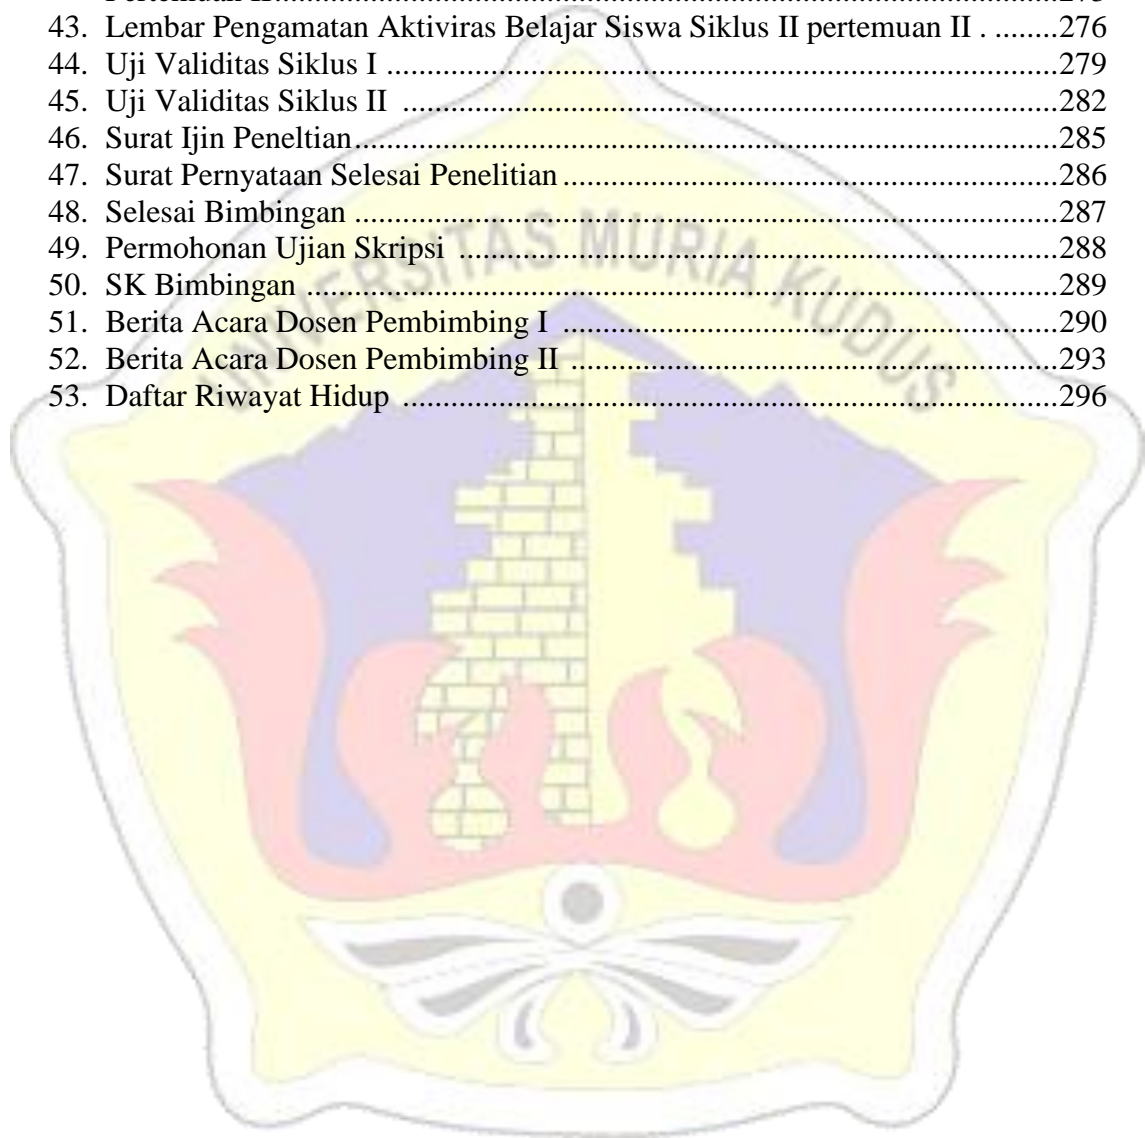 43. Lembar Pengamatan Aktiviras Belajar Siswa Siklus II pertemuan II . ........276
44. Uji Validitas Siklus I ...................................................................................279
45. Uji Validitas Siklus II ..................................................................................282
46. Surat Ijin Peneltian.......................................................................................285
47. Surat Pernyataan Selesai Penelitian .............................................................286
48. Selesai Bimbingan .......................................................................................287
49. Permohonan Ujian Skripsi ..........................................................................288
50. SK Bimbingan .............................................................................................289
51. Berita Acara Dosen Pembimbing I .............................................................290
52. Berita Acara Dosen Pembimbing II ............................................................293
53. Daftar Riwayat Hidup .................................................................................296
UNIVERSITAS MURIA KUDUS